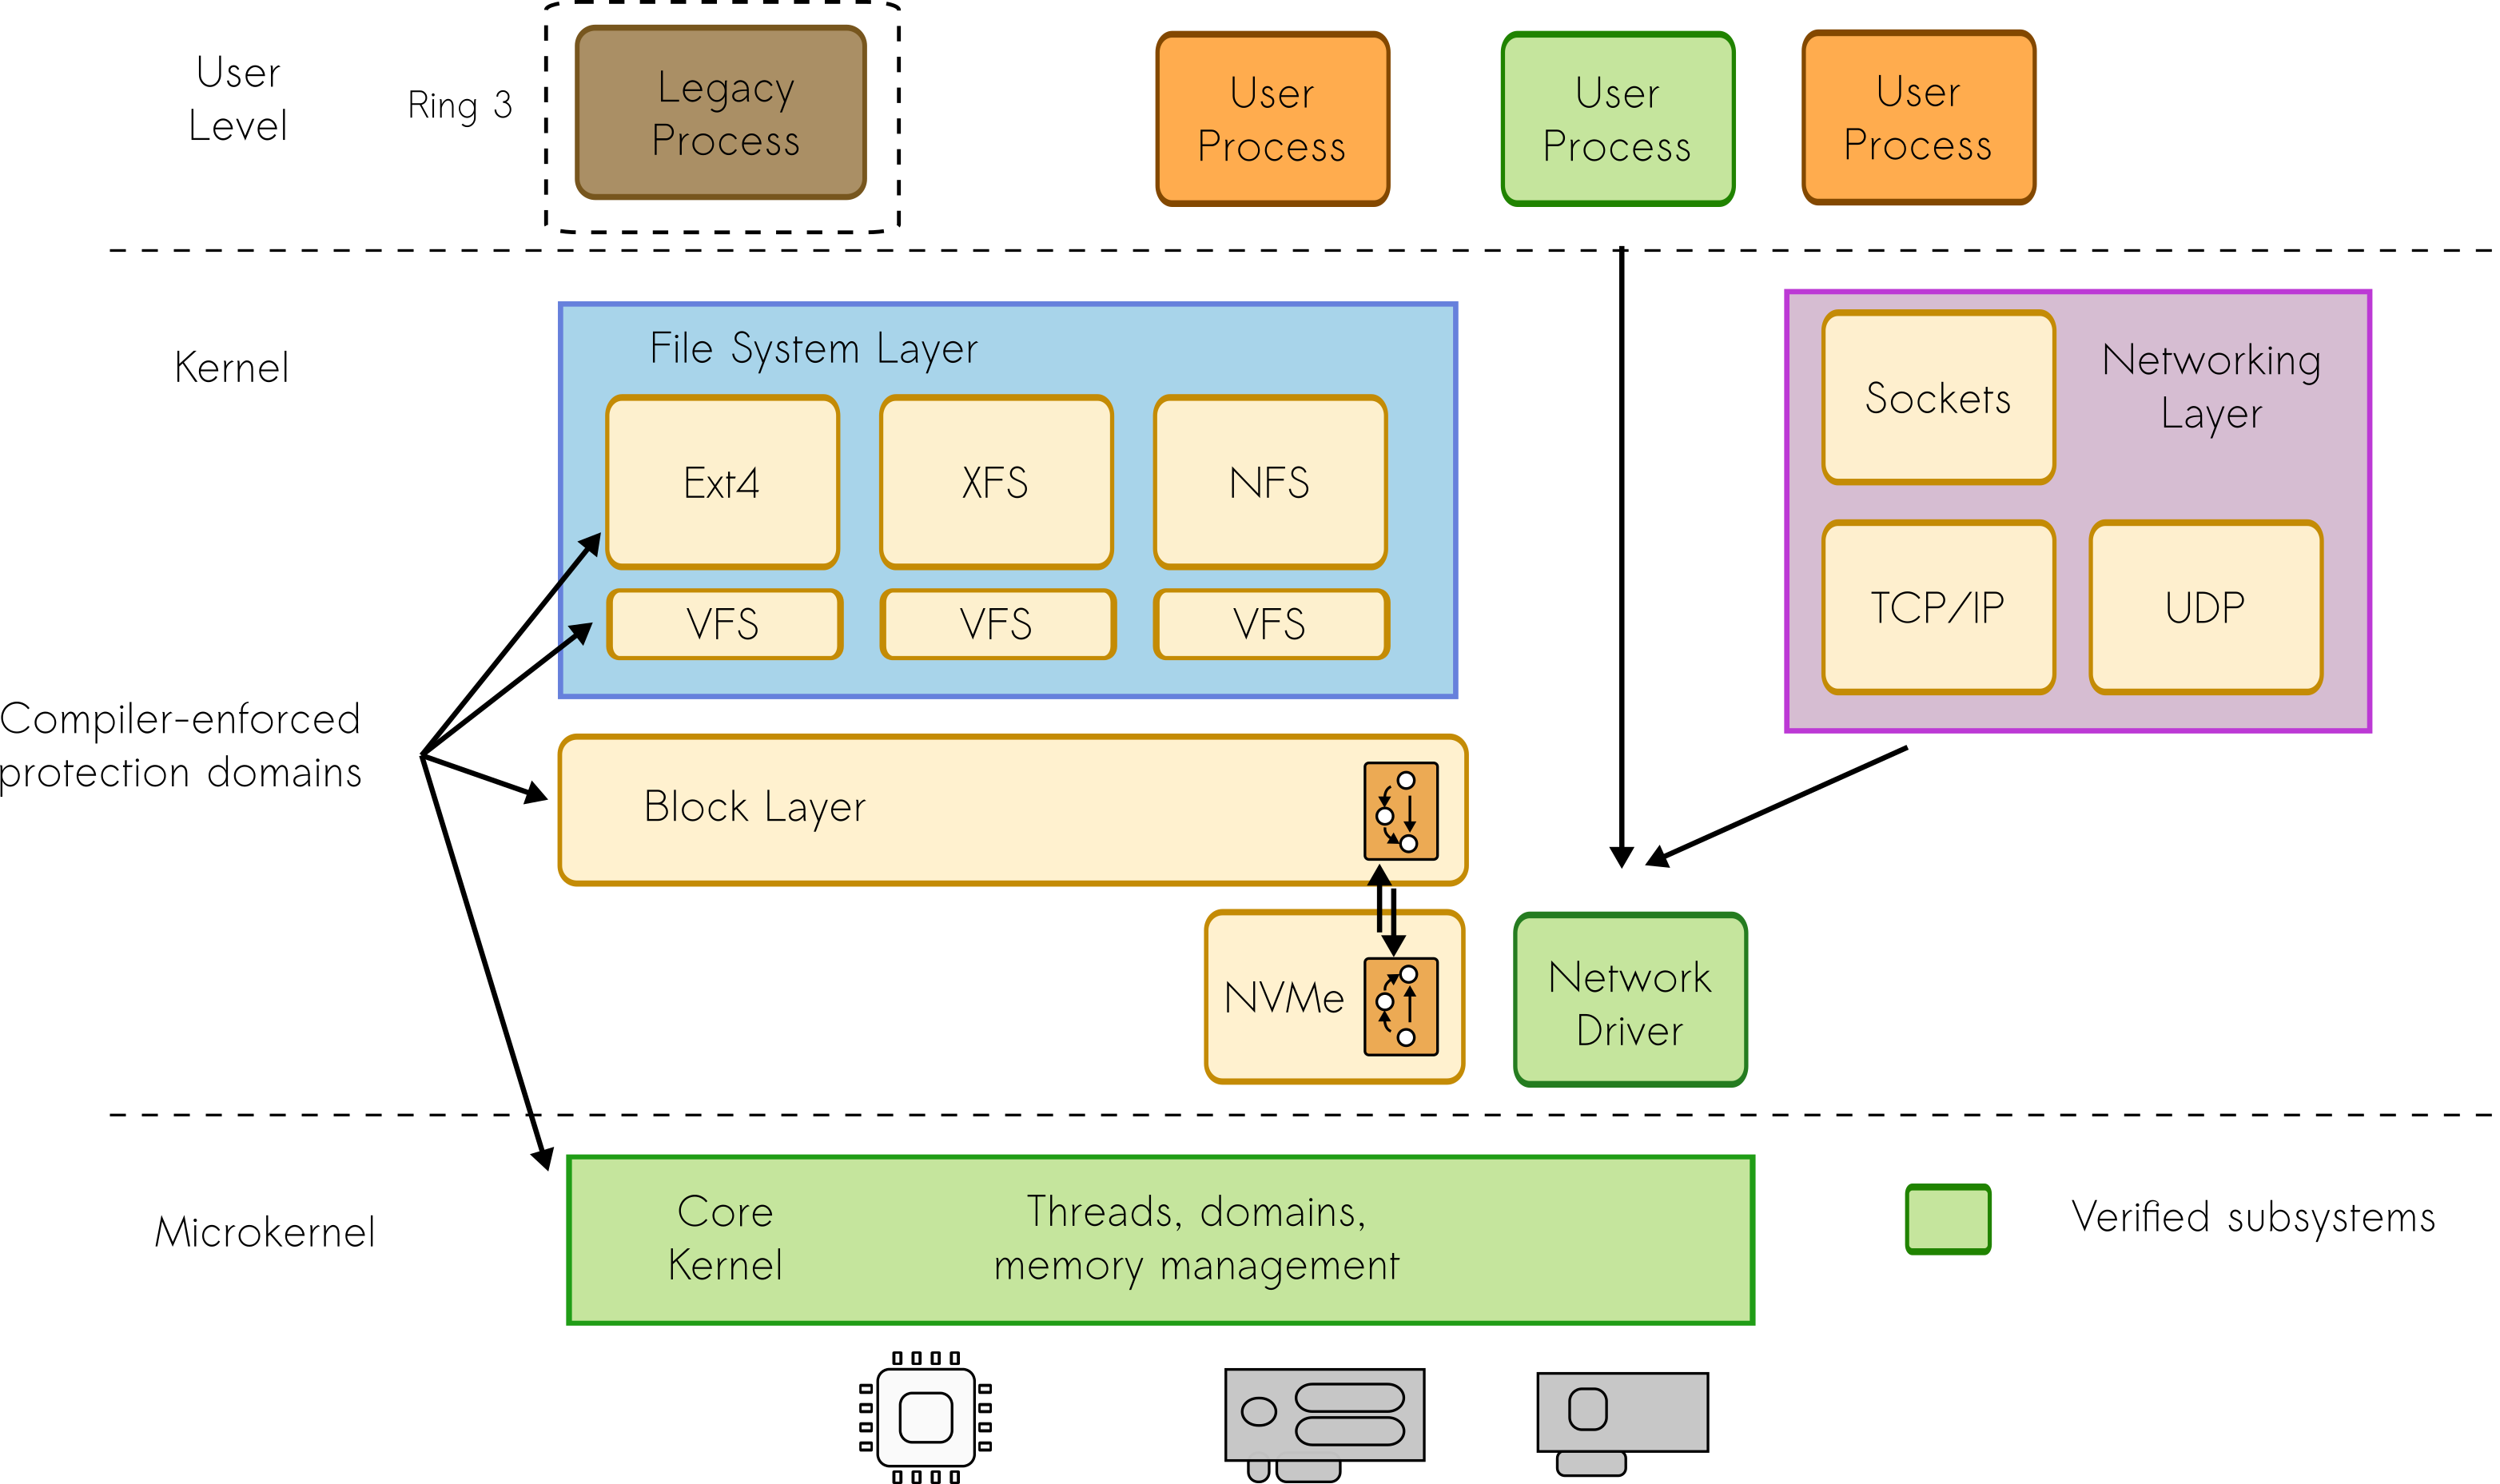 User
Level
Ring 3
Legacy
Process
User
Process
User
Process
User
Process
Kernel
File System Layer
Ext4
XFS
NFS
VFS
VFS
VFS
Sockets
Networking
Layer
TCP/IP
UDP
Compiler-enforced
protection domains
Block Layer
NVMe
Network
Driver
Microkernel
Core
Kernel
Threads, domains,
memory management
Verified subsystems